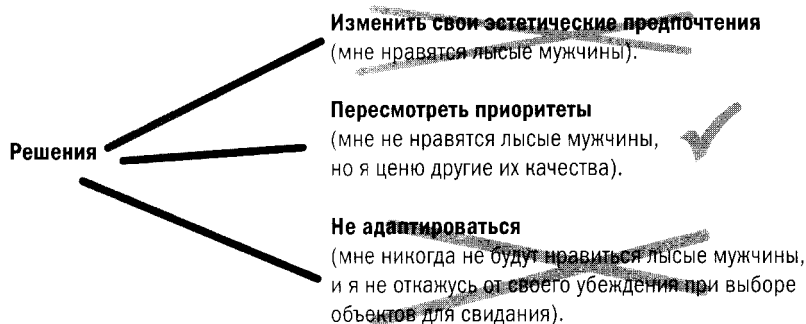 Изменить свои эстетические предпочтения
(мне нравятся лысые мужчины).
Пересмотреть приоритеты
(мне не нравятся лысые мужчины,
но я ценю другие их качества).
Решения
Не адаптироваться
(мне никогда не будут нравиться лысые мужчины,
и я не откажусь от своего убеждения при выборе
объектов для свидания).